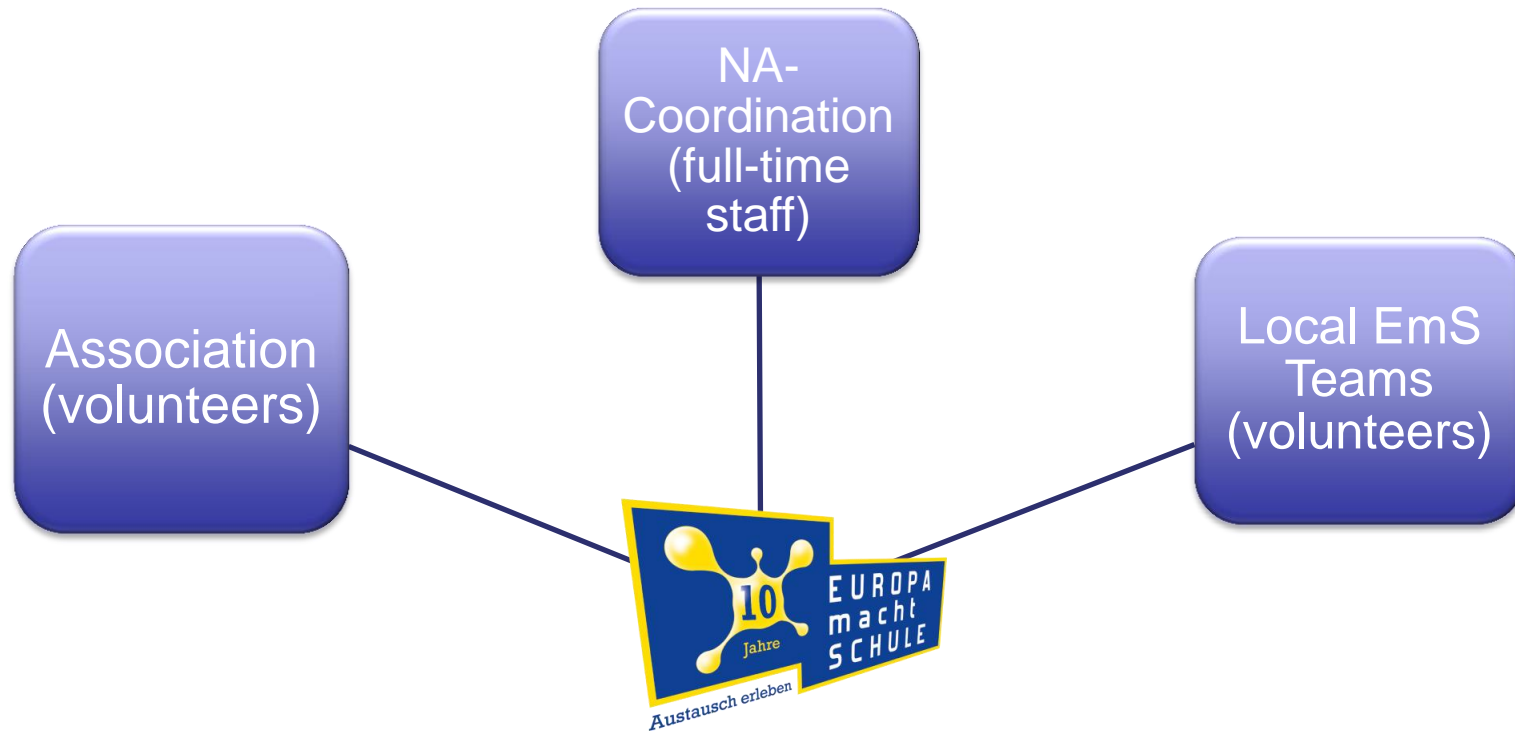 NA-
Coordination
(full-time
staff)
Association
(volunteers)
Local EmS
Teams
(volunteers)
10
Jahre
EUROPA
macht
SCHULE
Austausch erleben